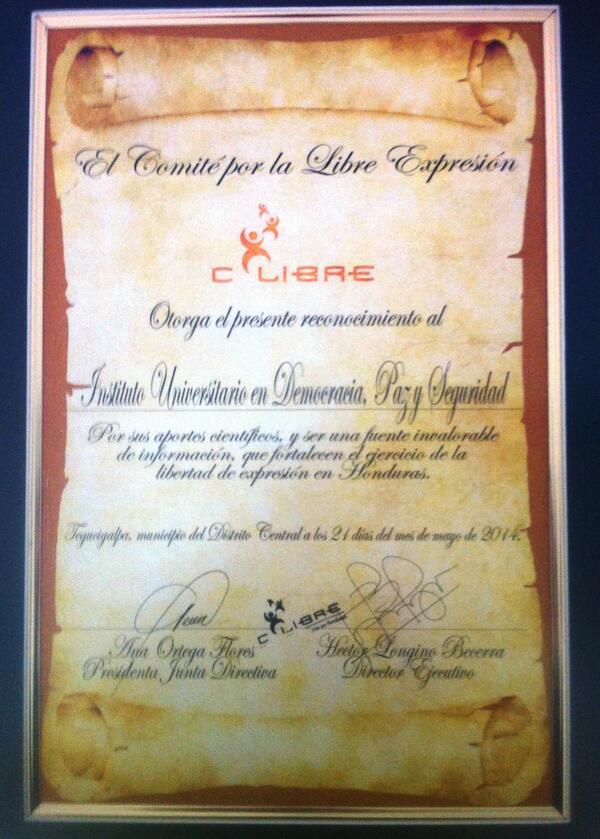 El Comité por la Libre Expresión
C LIBRE
Otorga el presente reconocimiento al
Instituto Universitario en Democracia, Paz y Seguridad
Por sus aportes científicos, y ser una fuente invalorable
de información, que fortalecen el ejercicio de la
libertad de expresión en Honduras.
Tegucigalpa, municipio del Distrito Central a los 21 días del mes de mayo de 2014.
C LIBRE
Ana Ortega Flores
Presidenta Junta Directiva
Hector Longino Becerra
Director Ejecutivo